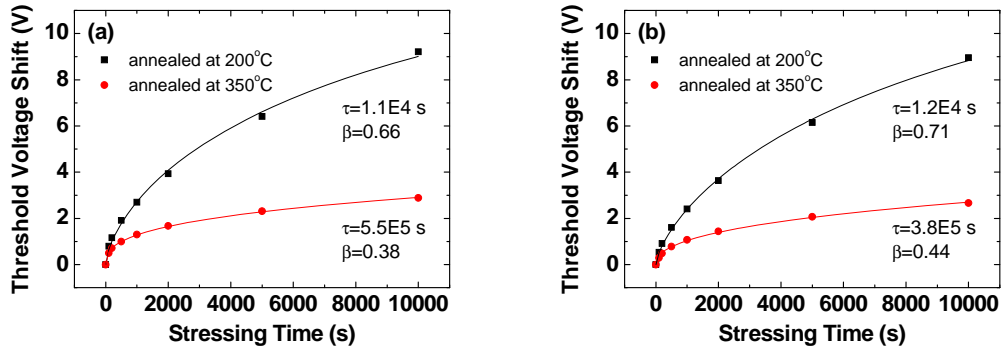 (a)
annealed at 200°C
annealed at 350°C
τ=1.1E4 s
β=0.66
τ=5.5E5 s
β=0.38
Threshold Voltage Shift (V)
10
8
6
4
2
0
0 2000 4000 6000 8000 10000
Stressing Time (s)
(b)
annealed at 200°C
annealed at 350°C
τ=1.2E4 s
β=0.71
τ=3.8E5 s
β=0.44
Threshold Voltage Shift (V)
10
8
6
4
2
0
0 2000 4000 6000 8000 10000
Stressing Time (s)